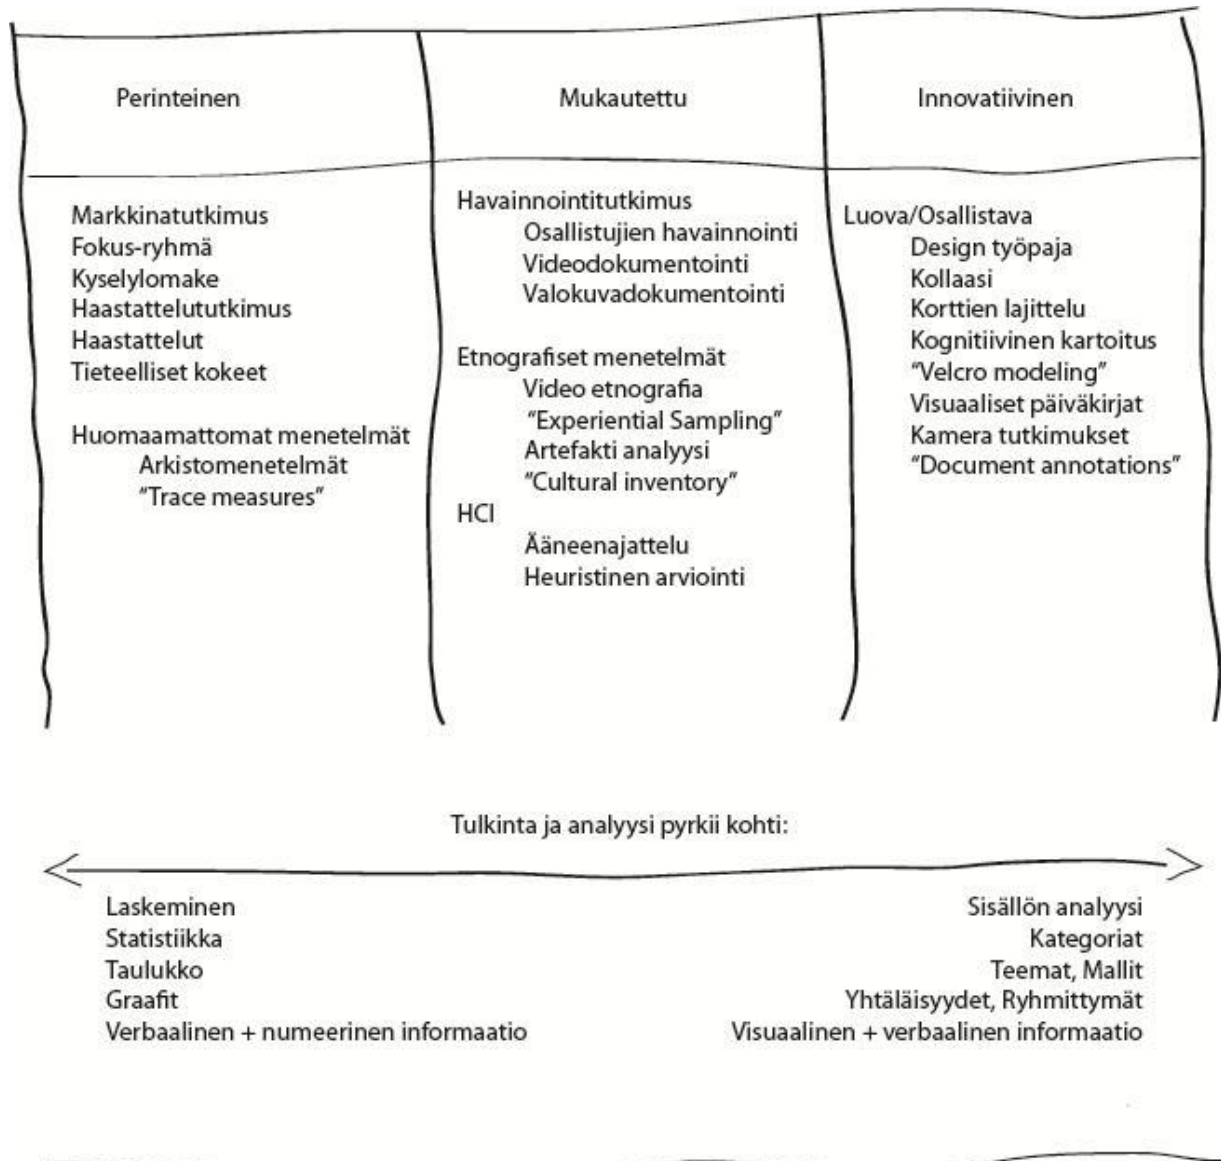 Perinteinen
Mukautettu
Innovatiivinen
Markkinatutkimus
Fokus-ryhmä
Kyselylomake
Haastattelututkimus
Haastattelut
Tieteelliset kokeet
Huomaamattomat menetelmät
Arkistomenetelmät
”Trace measures”
Havainnointitutkimus
Osallistujien havainnointi
Videodokumentointi
Valokuvadokumentointi
Etnografiset menetelmät
Video etnografia
”Experiential Sampling”
Artefakti analyysi
”Cultural inventory”
HCI
Ääneenajattelu
Heuristinen arviointi
Luova/Osallistava
Design työpaja
Kollaasi
Korttien lajittelu
Kognitiivinen kartoitus
”Velcro modeling”
Visuaaliset päiväkirjat
Kamera tutkimukset
”Document annotations”
Tulkinta ja analyysi pyrkii kohti:
Laskeminen
Statistiikka
Taulukko
Graafit
Verbaalinen + numeerinen informaatio
Sisällön analyysi
Kategoriat
Teemat, Mallit
Yhtäläisyydet, Ryhmittymät
Visuaalinen + verbaalinen informaatio